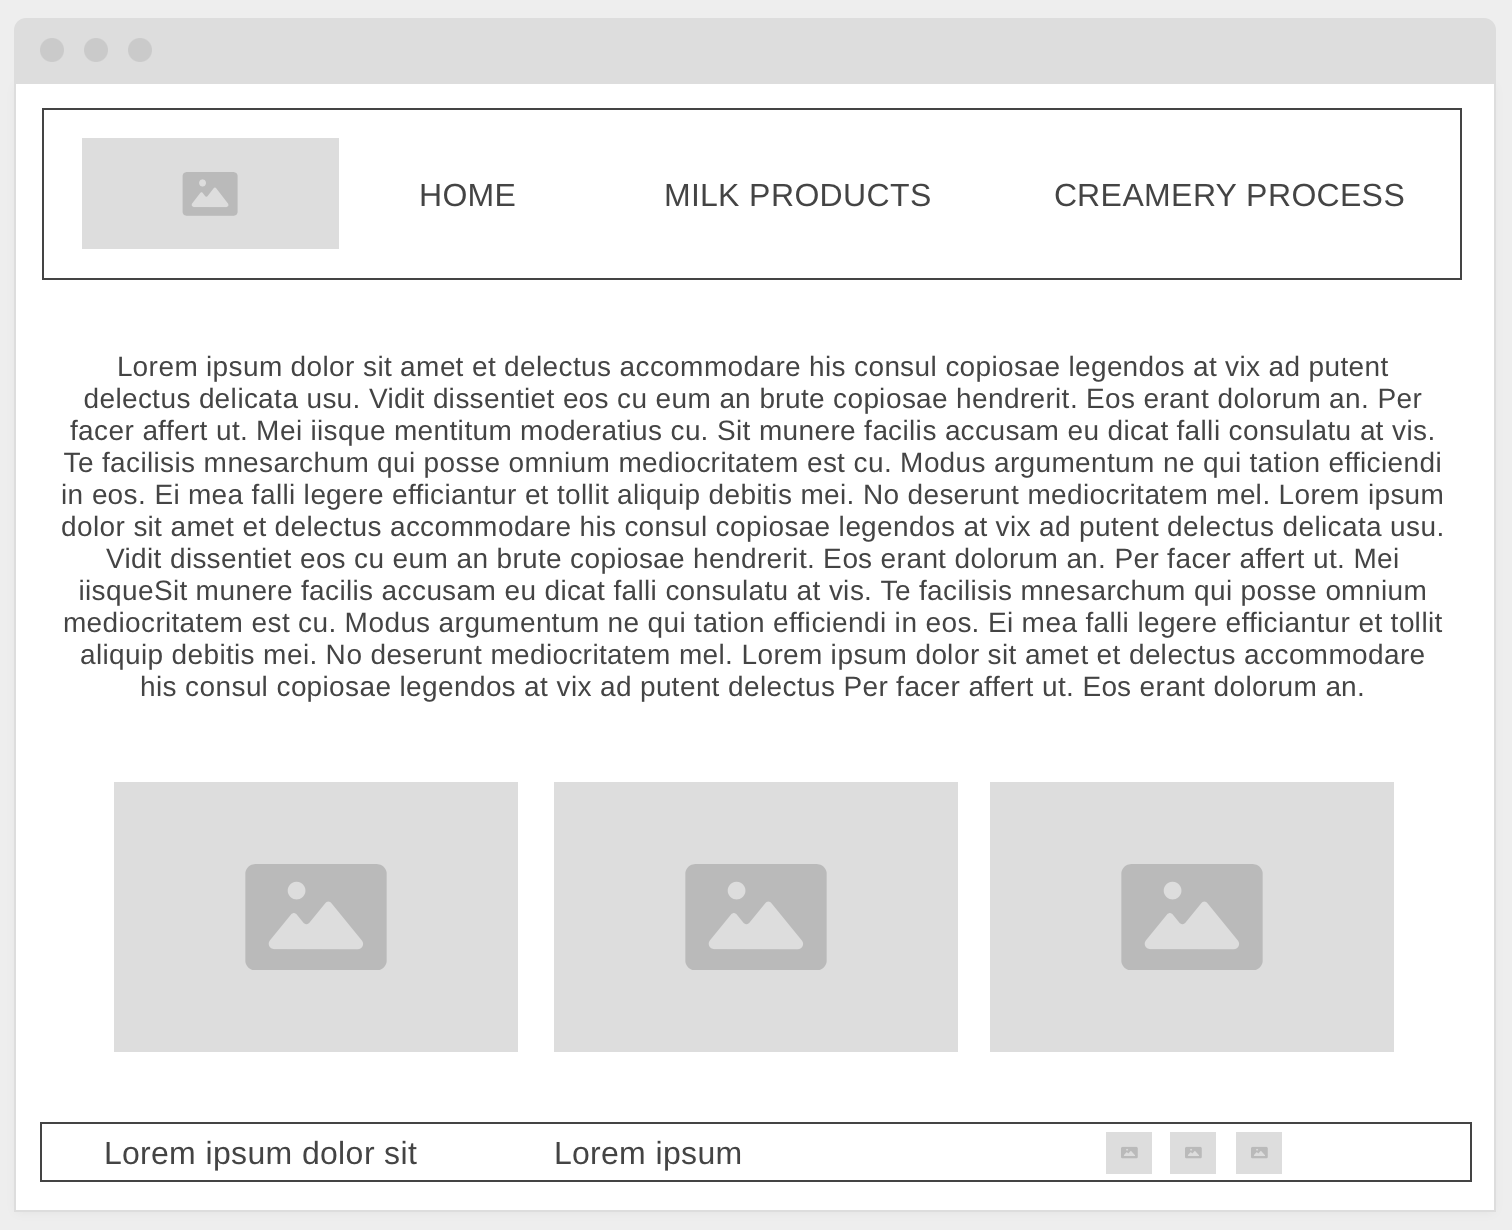 HOME MILK PRODUCTS CREAMERY PROCESS
Lorem ipsum dolor sit amet et delectus accommodare his consul copiosae legendos at vix ad putent
delectus delicata usu. Vidit dissentiet eos cu eum an brute copiosae hendrerit. Eos erant dolorum an. Per
facer affert ut. Mei iisque mentitum moderatius cu. Sit munere facilis accusam eu dicat falli consulatu at vis.
Te facilisis mnesarchum qui posse omnium mediocritatem est cu. Modus argumentum ne qui tation efficiendi
in eos. Ei mea falli legere efficiantur et tollit aliquip debitis mei. No deserunt mediocritatem mel. Lorem ipsum
dolor sit amet et delectus accommodare his consul copiosae legendos at vix ad putent delectus delicata usu.
Vidit dissentiet eos cu eum an brute copiosae hendrerit. Eos erant dolorum an. Per facer affert ut. Mei
iisqueSit munere facilis accusam eu dicat falli consulatu at vis. Te facilisis mnesarchum qui posse omnium
mediocritatem est cu. Modus argumentum ne qui tation efficiendi in eos. Ei mea falli legere efficiantur et tollit
aliquip debitis mei. No deserunt mediocritatem mel. Lorem ipsum dolor sit amet et delectus accommodare
his consul copiosae legendos at vix ad putent delectus Per facer affert ut. Eos erant dolorum an.
Lorem ipsum dolor sit Lorem ipsum